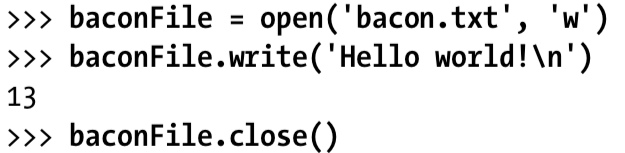 >>> baconFile = open('bacon.txt', 'w')
>>> baconFile.write('Hello world!\n')
13
>>> baconFile.close()